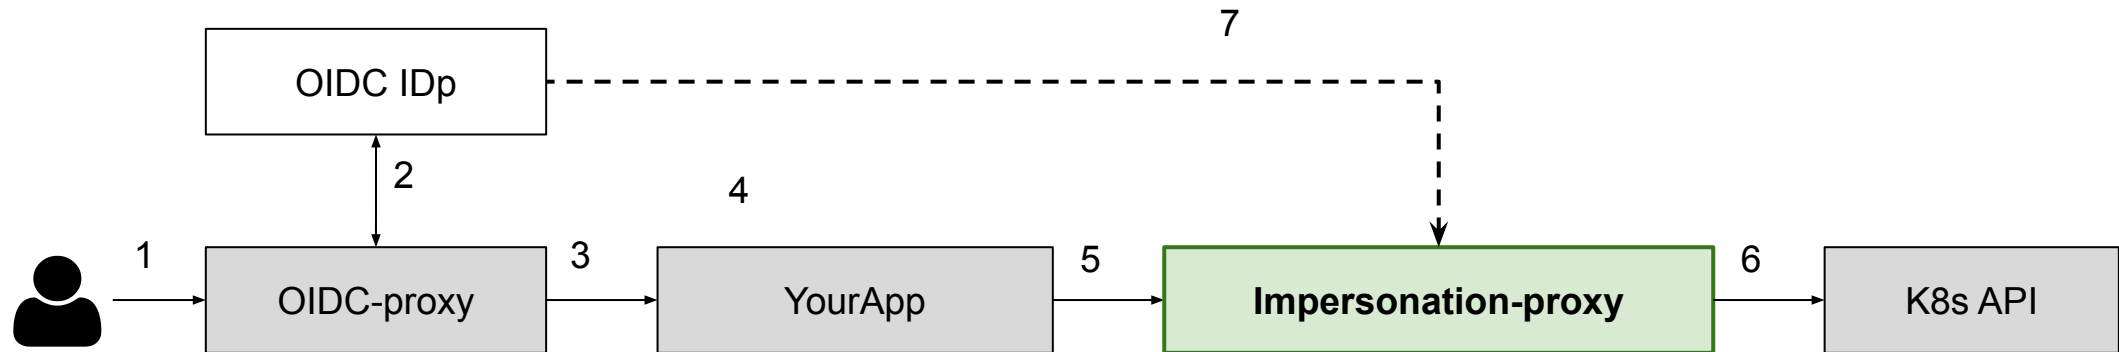 7
OIDC IDp
2
4
1
OIDC-proxy
3
YourApp
5
Impersonation-proxy
6
K8s API